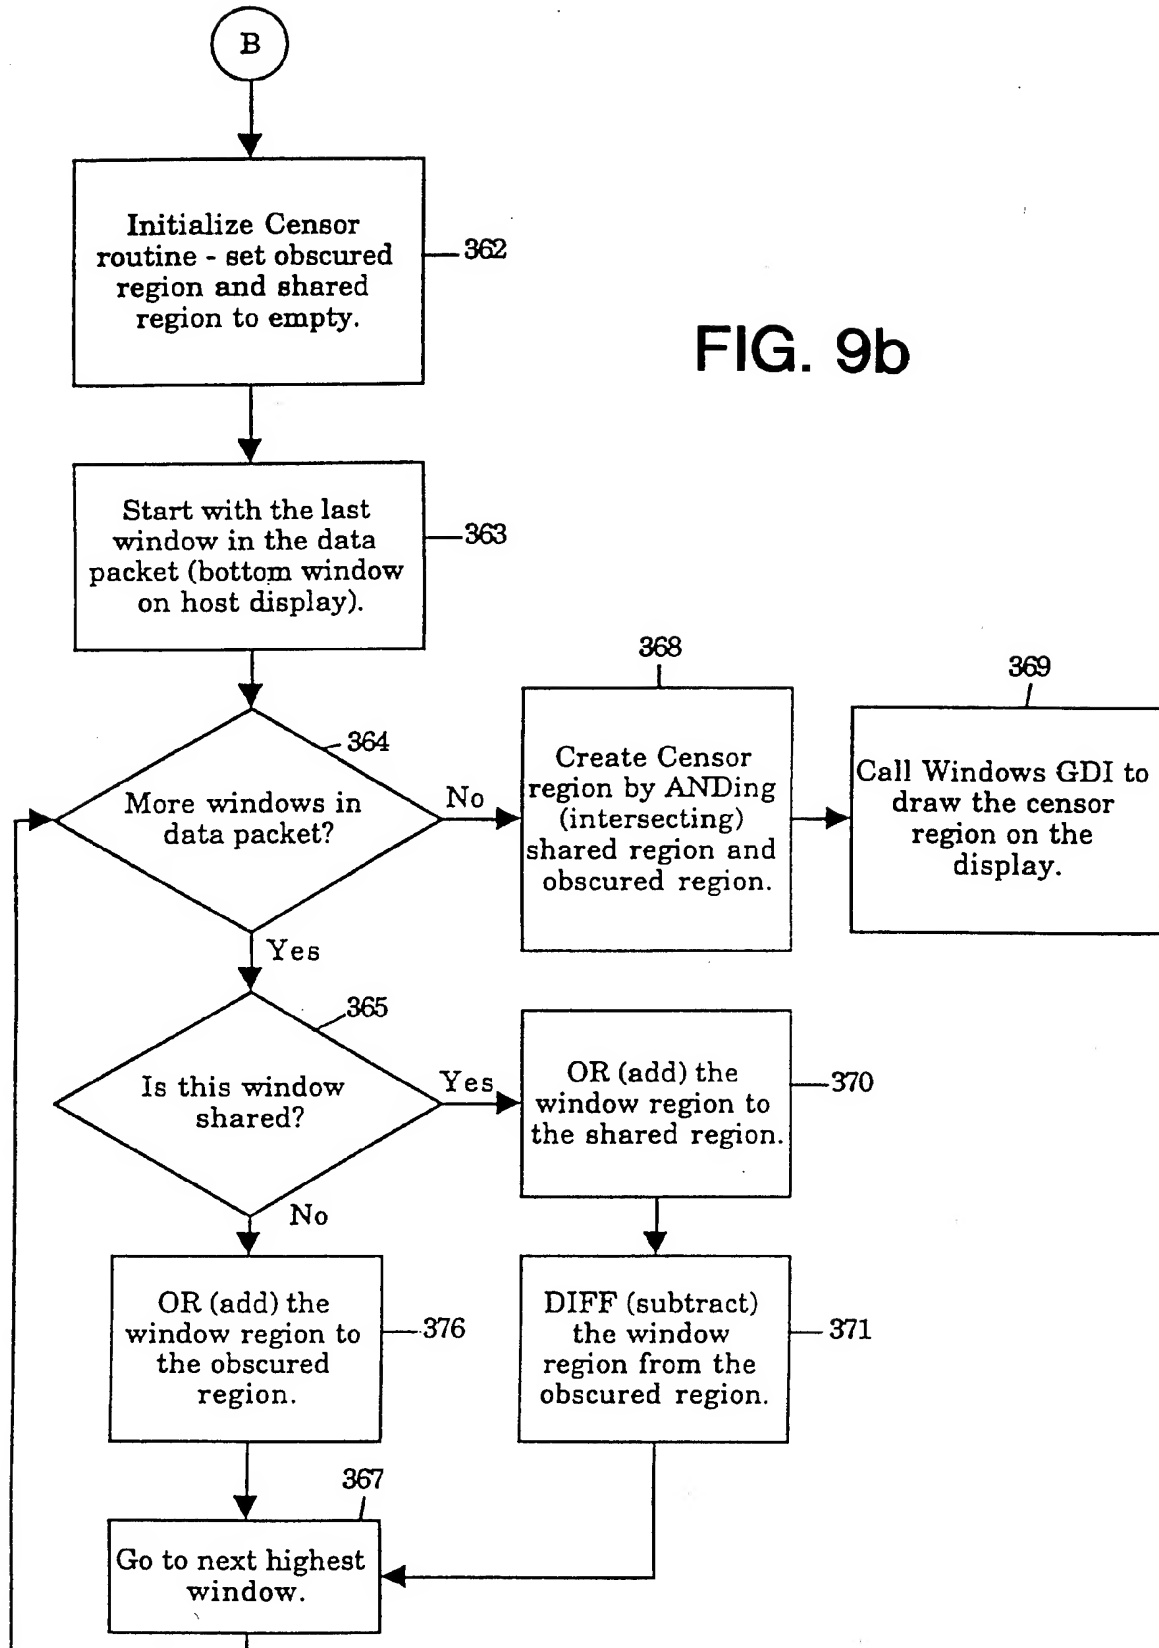 B
Initialize Censor
routine - set obscured
region and shared
region to empty.
362
FIG. 9b
Start with the last
window in the data
packet (bottom window
on host display).
363
364
More windows in
data packet?
No
368
Create Censor
region by ANDing
(intersecting)
shared region and
obscured region.
369
Call Windows GDI to
draw the censor
region on the
display.
Yes
365
Is this window
shared?
Yes
OR (add) the
window region to
the shared region.
370
No
OR (add) the
window region to
the obscured
region.
376
DIFF (subtract)
the window
region from the
obscured region.
371
367
Go to next highest
window.